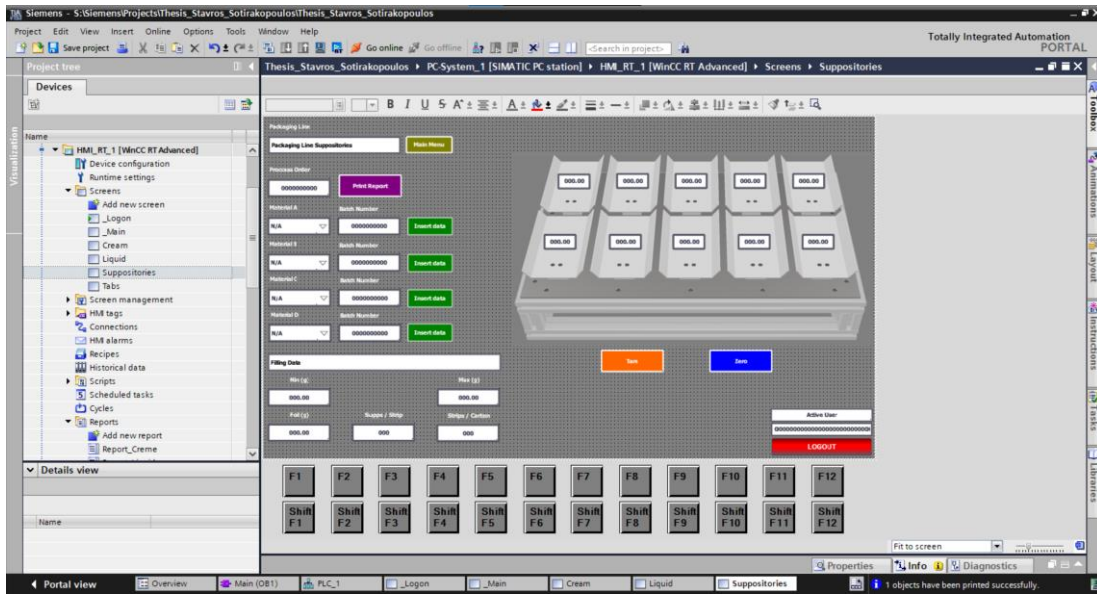 Siemens - S:\Siemens\Projects\Thesis_Stavros_Sotirakopoulos\Thesis_Stavros_Sotirakopoulos
Project Edit View Insert Online Options Tools Window Help
Totally Integrated Automation
PORTAL
Save project
Go online
Go offline
<Search in project>
Project tree
Thesis_Stavros_Sotirakopoulos ▸ PC-System_1 [SIMATIC PC station] ▸ HMI_RT_1 [WinCC RT Advanced] ▸ Screens ▸ Suppositories
Devices
Name
HMI_RT_1 [WinCC RT Advanced]
Device configuration
Runtime settings
Screens
Add new screen
_Logon
_Main
Cream
Liquid
Suppositories
Tabs
Screen management
HMI tags
Connections
HMI alarms
Recipes
Historical data
Scripts
Scheduled tasks
Cycles
Reports
Add new report
Report_Creme
Details view
Name
Visualization
B I U S A
Packaging Line
Packaging Line Suppositories
Main Menu
Process Order
0000000000
Print Report
Material A Batch Number
N/A 0000000000 Insert data
Material B Batch Number
N/A 0000000000 Insert data
Material C Batch Number
N/A 0000000000 Insert data
Material D Batch Number
N/A 0000000000 Insert data
Filling Data
Min (g) Max (g)
000.00 000.00
Foil (g) Supps / Strip Strips / Carton
000.00 000 000
000.00 000.00 000.00 000.00 000.00
000.00 000.00 000.00 000.00 000.00
Zero
Active User
LOGOUT
F1 F2 F3 F4 F5 F6 F7 F8 F9 F10 F11 F12
Shift F1 Shift F2 Shift F3 Shift F4 Shift F5 Shift F6 Shift F7 Shift F8 Shift F9 Shift F10 Shift F11 Shift F12
Fit to screen
Properties Info Diagnostics
Toolbox
Animations
Layout
Instructions
Tasks
Libraries
Portal view
Overview
Main (OB1)
PLC_1
_Logon
_Main
Cream
Liquid
Suppositories
1 objects have been printed successfully.